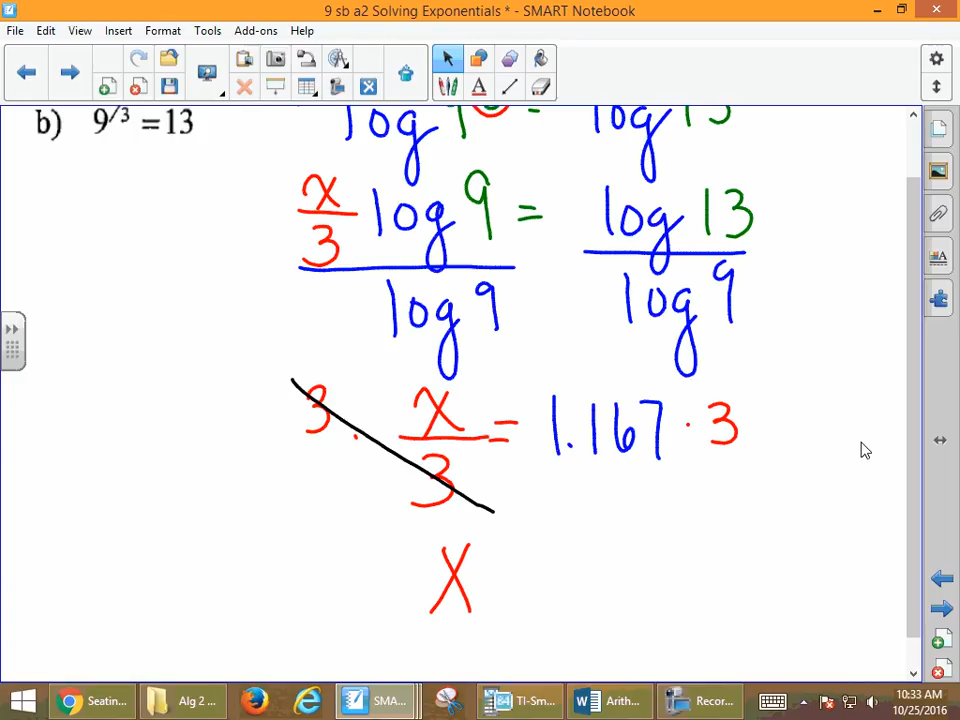 9 sb a2 Solving Exponentials * - SMART Notebook
File Edit View Insert Format Tools Add-ons Help
b) 9^/3 = 13
log 9 = log 13
x/3 log 9 = log 13
log 9 log 9
3 · x/3 = 1.167 · 3
X
Seatin... Alg 2 ... SMA... TI-Sm... Arith... Recor...
10:33 AM
10/25/2016